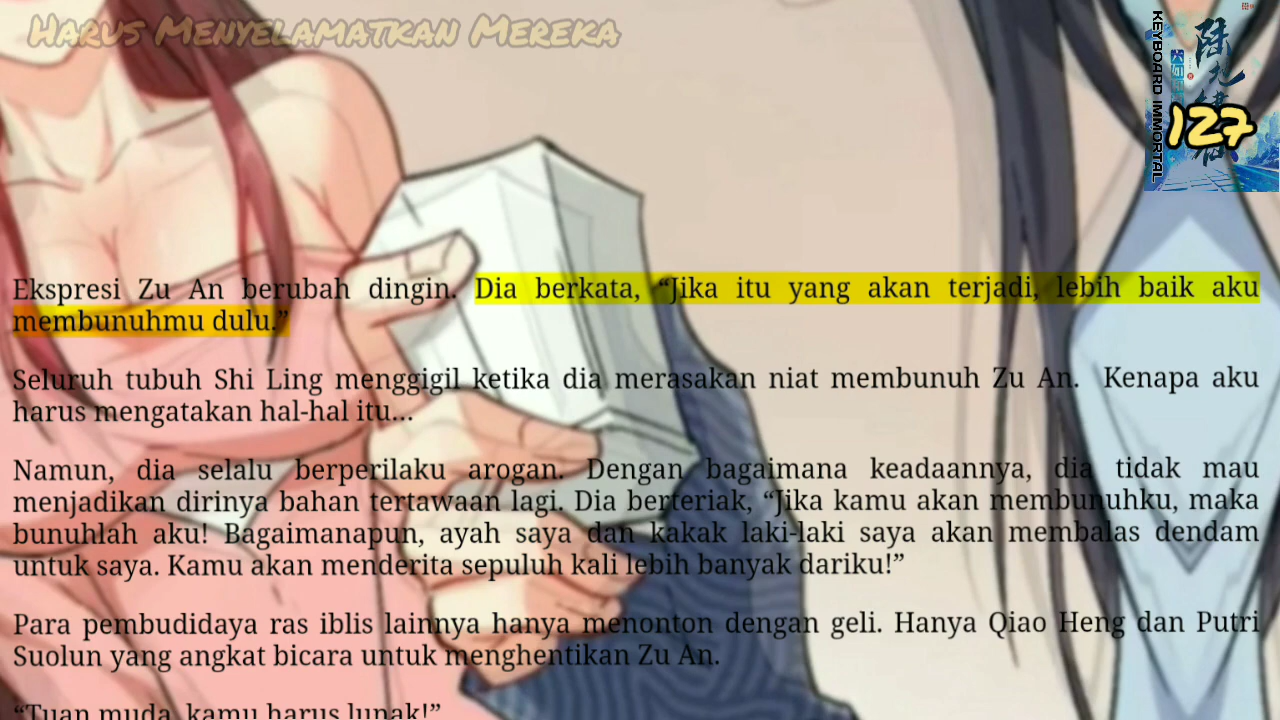 Harus Menyelamatkan Mereka
KEYBOARD IMMORTAL
127
Ekspresi Zu An berubah dingin. Dia berkata, “Jika itu yang akan terjadi, lebih baik aku
membunuhmu dulu.”
Seluruh tubuh Shi Ling menggigil ketika dia merasakan niat membunuh Zu An. Kenapa aku
harus mengatakan hal-hal itu...
Namun, dia selalu berperilaku arogan. Dengan bagaimana keadaannya, dia tidak mau
menjadikan dirinya bahan tertawaan lagi. Dia berteriak, “Jika kamu akan membunuhku, maka
bunuhlah aku! Bagaimanapun, ayah saya dan kakak laki-laki saya akan membalas dendam
untuk saya. Kamu akan menderita sepuluh kali lebih banyak dariku!”
Para pembudidaya ras iblis lainnya hanya menonton dengan geli. Hanya Qiao Heng dan Putri
Suolun yang angkat bicara untuk menghentikan Zu An.
“Tuan muda, kamu harus lunak!”